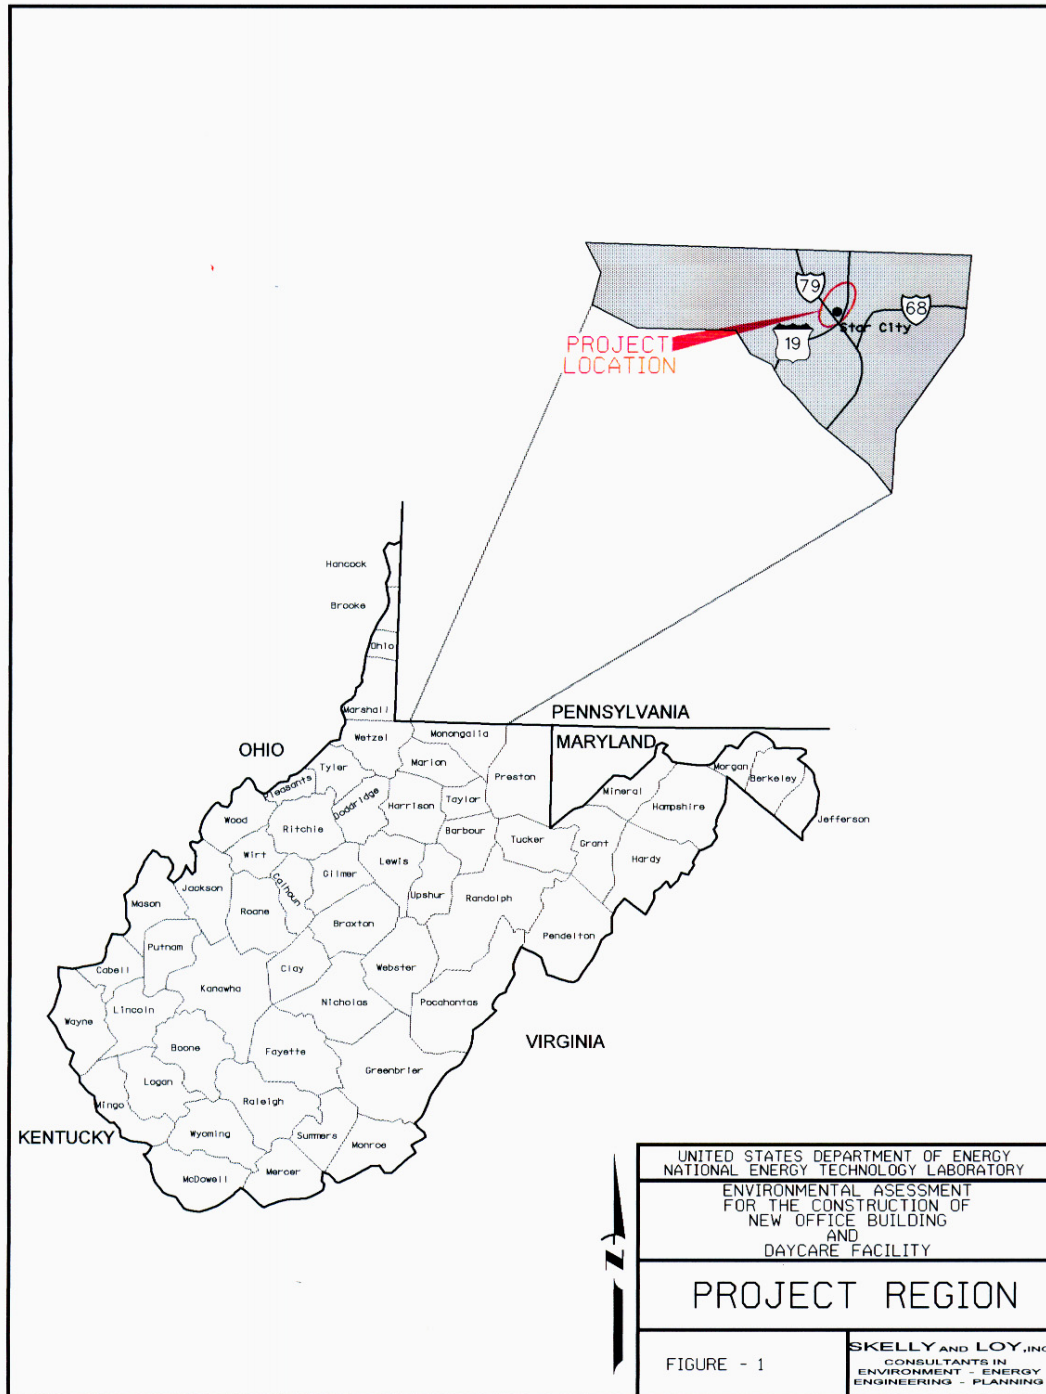 79
68
Star City
19
PROJECT
LOCATION
Hancock
Brooke
Ohio
Marshall
PENNSYLVANIA
Wetzel
Monongalia
OHIO
MARYLAND
Marion
Tyler
Morgan
Preston
Berkeley
Pleasants
Mineral
Doddridge
Harrison
Taylor
Hampshire
Wood
Jefferson
Ritchie
Barbour
Tucker
Grant
Wirt
Lewis
Hardy
Gilmer
Jackson
Calhoun
Upshur
Randolph
Mason
Roane
Braxton
Pendelton
Putnam
Cabell
Clay
Webster
Kanawha
Nicholas
Pocahontas
Lincoln
Wayne
VIRGINIA
Boone
Fayette
Greenbrier
Logan
Mingo
Raleigh
KENTUCKY
Wyoming
Summers
Monroe
McDowell
Mercer
N
UNITED STATES DEPARTMENT OF ENERGY
NATIONAL ENERGY TECHNOLOGY LABORATORY
ENVIRONMENTAL ASESSMENT
FOR THE CONSTRUCTION OF
NEW OFFICE BUILDING
AND
DAYCARE FACILITY
PROJECT REGION
FIGURE - 1
SKELLY AND LOY, INC
CONSULTANTS IN
ENVIRONMENT - ENERGY
ENGINEERING - PLANNING